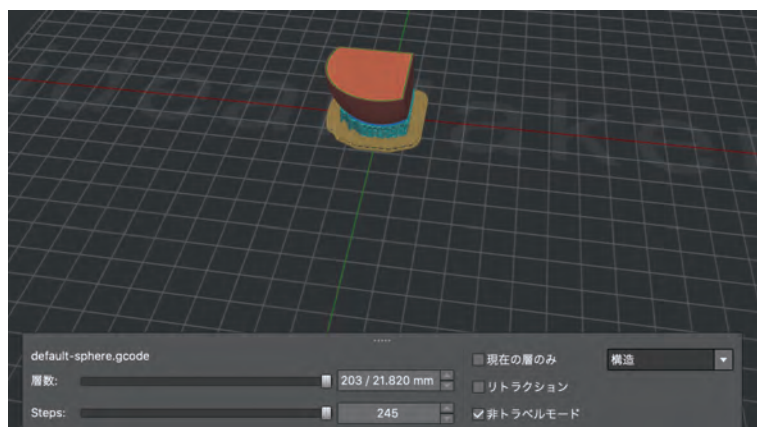 default-sphere.gcode
現在の層のみ
構造
層数:
203 / 21.820 mm
リトラクション
Steps:
245
非トラベルモード